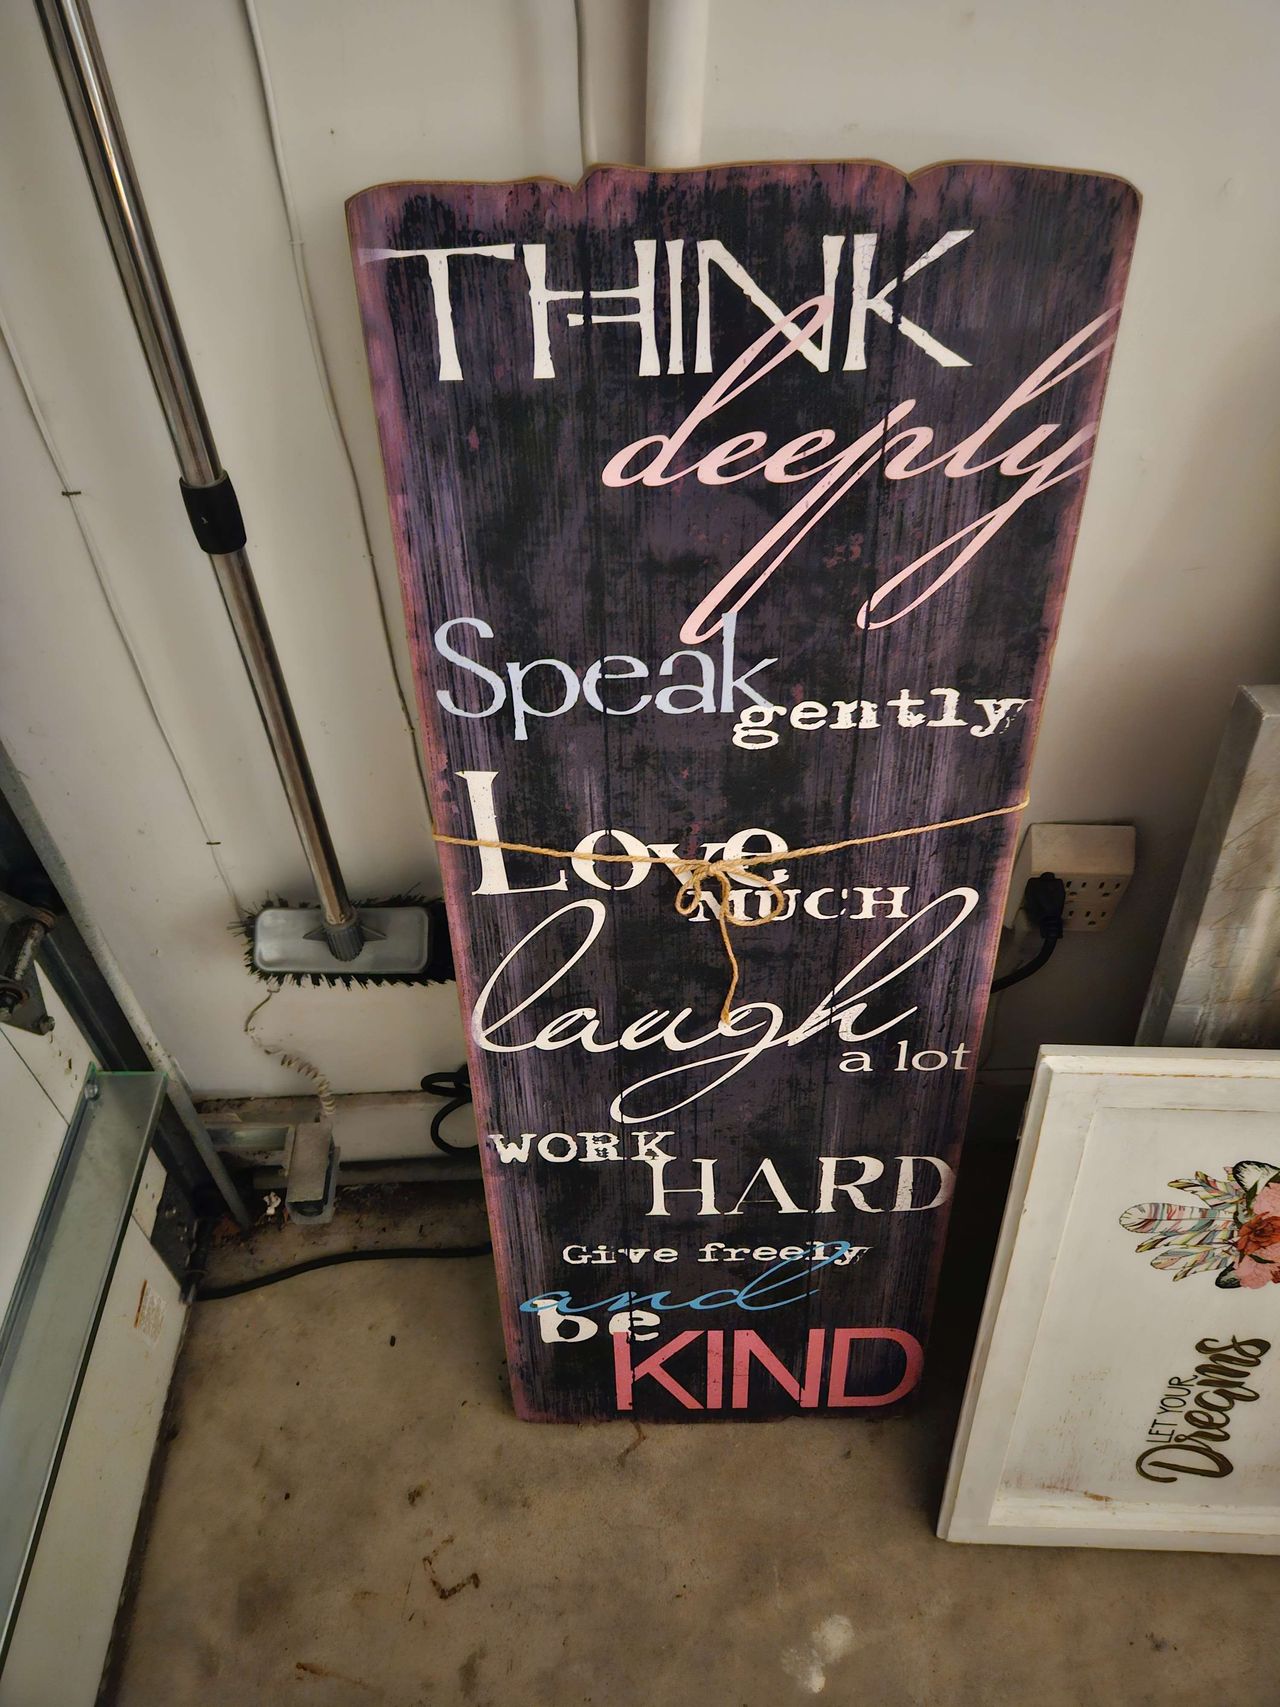 THINK
deeply
Speak
gently
Love
MUCH
laugh
a lot
WORK
HARD
Give freely
and
be
KIND
LET YOUR
Dreams